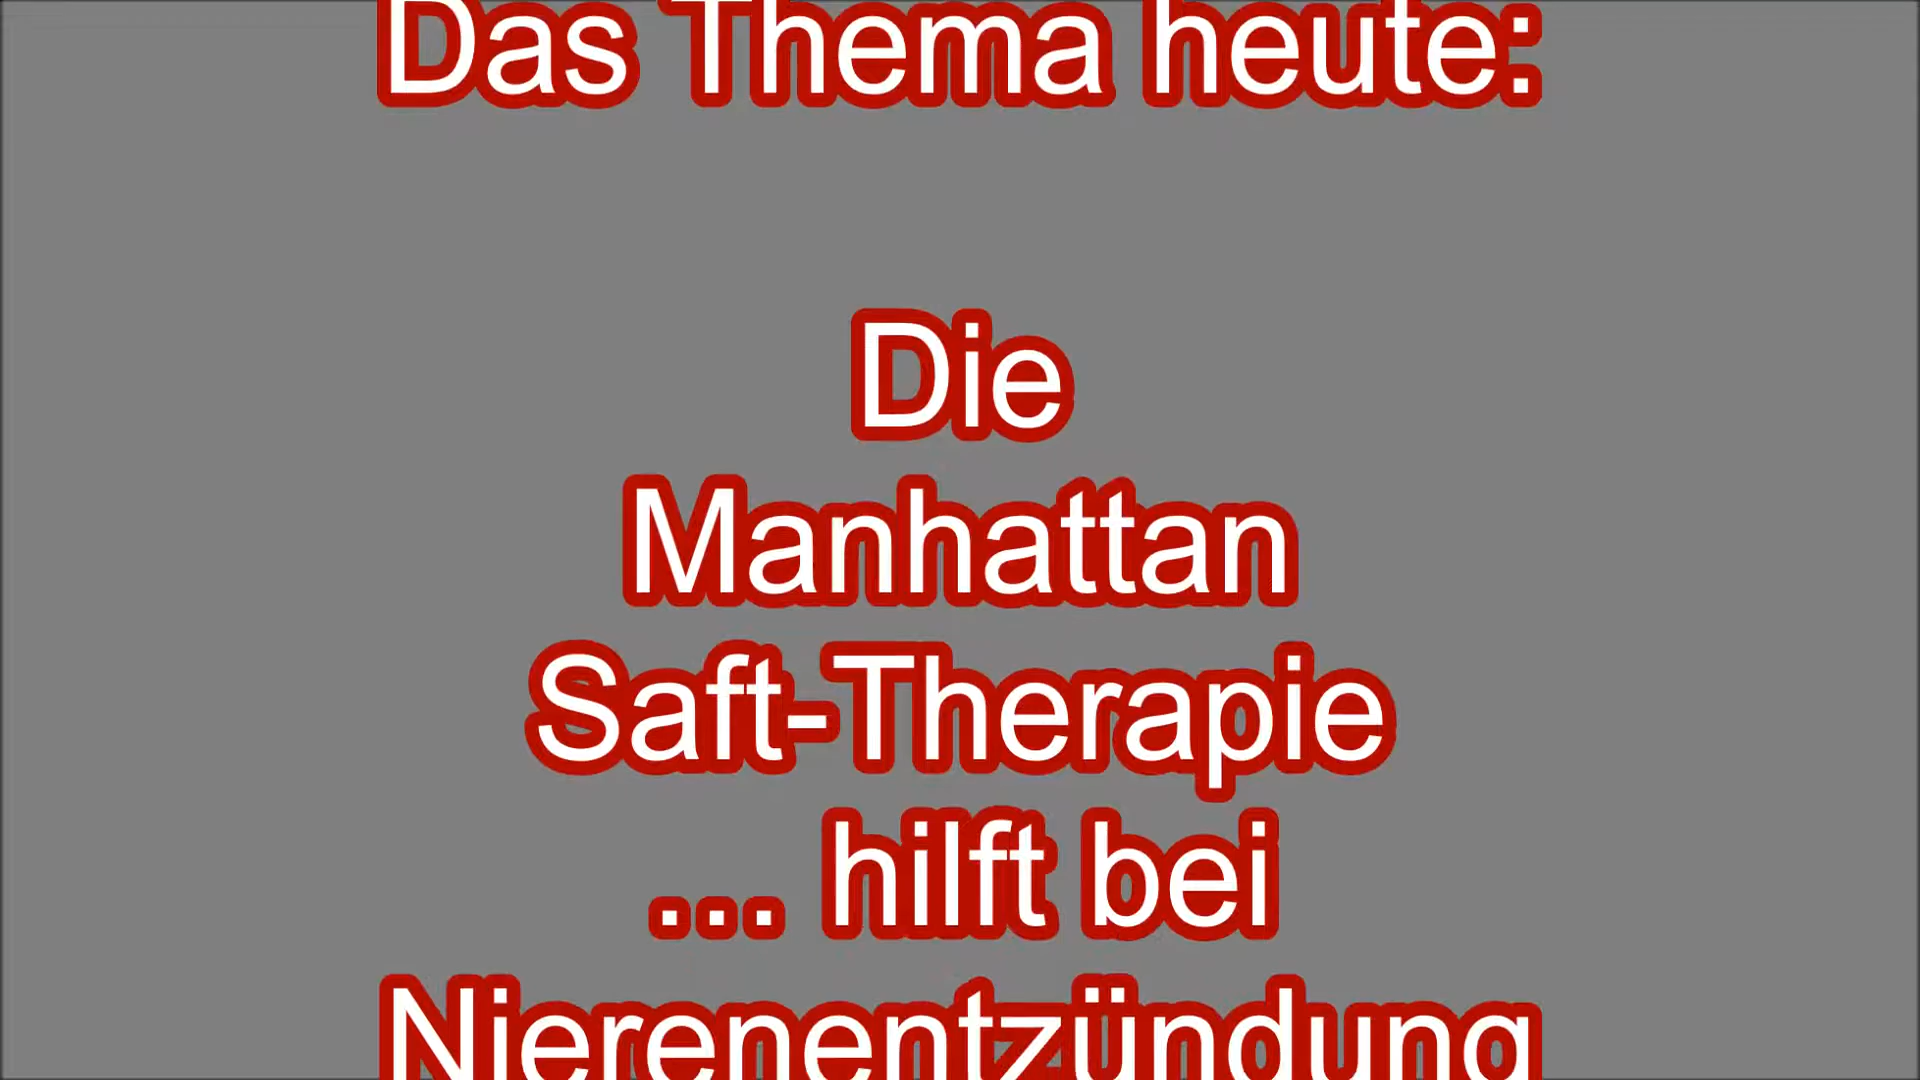 Das Thema heute:
Die
Manhattan
Saft-Therapie
... hilft bei
Nierenentzündung